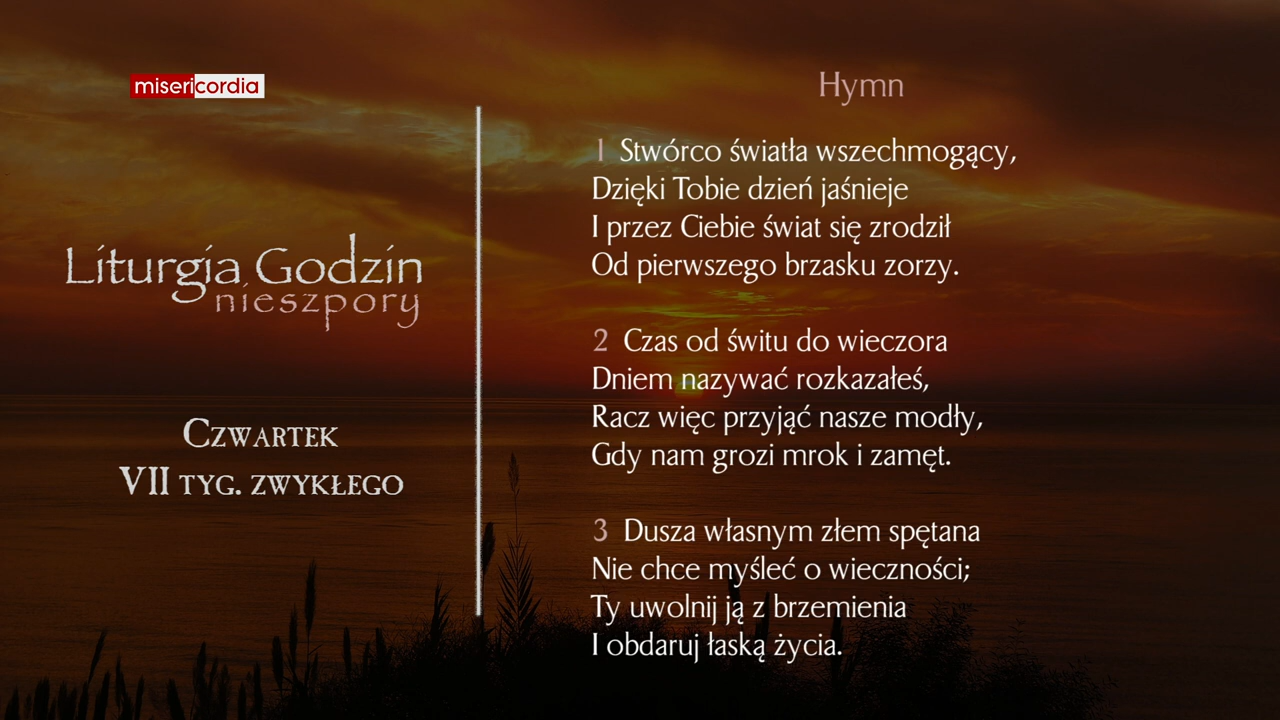 misericordia
Liturgia Godzin
nieszpory
Czwartek
VII tyg. zwykłego
Hymn
1 Stwórco światła wszechmogący,
Dzięki Tobie dzień jaśnieje
I przez Ciebie świat się zrodził
Od pierwszego brzasku zorzy.
2 Czas od świtu do wieczora
Dniem nazywać rozkazałeś,
Racz więc przyjąć nasze modły,
Gdy nam grozi mrok i zamęt.
3 Dusza własnym złem spętana
Nie chce myśleć o wieczności;
Ty uwolnij ją z brzemienia
I obdaruj łaską życia.